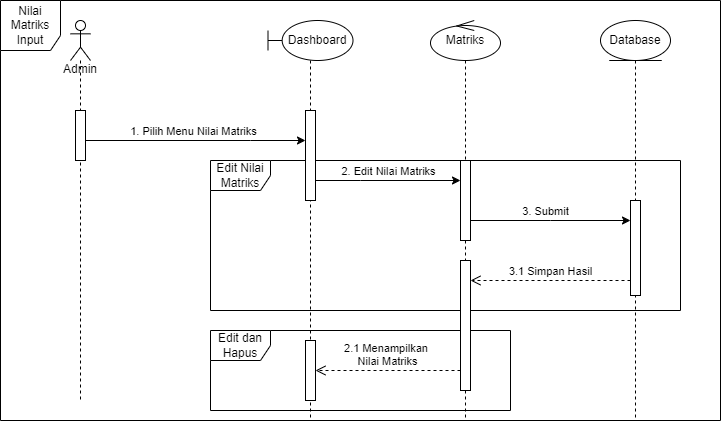 Nilai
Matriks
Input
Admin
Dashboard
Matriks
Database
1. Pilih Menu Nilai Matriks
Edit Nilai
Matriks
2. Edit Nilai Matriks
3. Submit
3.1 Simpan Hasil
Edit dan
Hapus
2.1 Menampilkan
Nilai Matriks